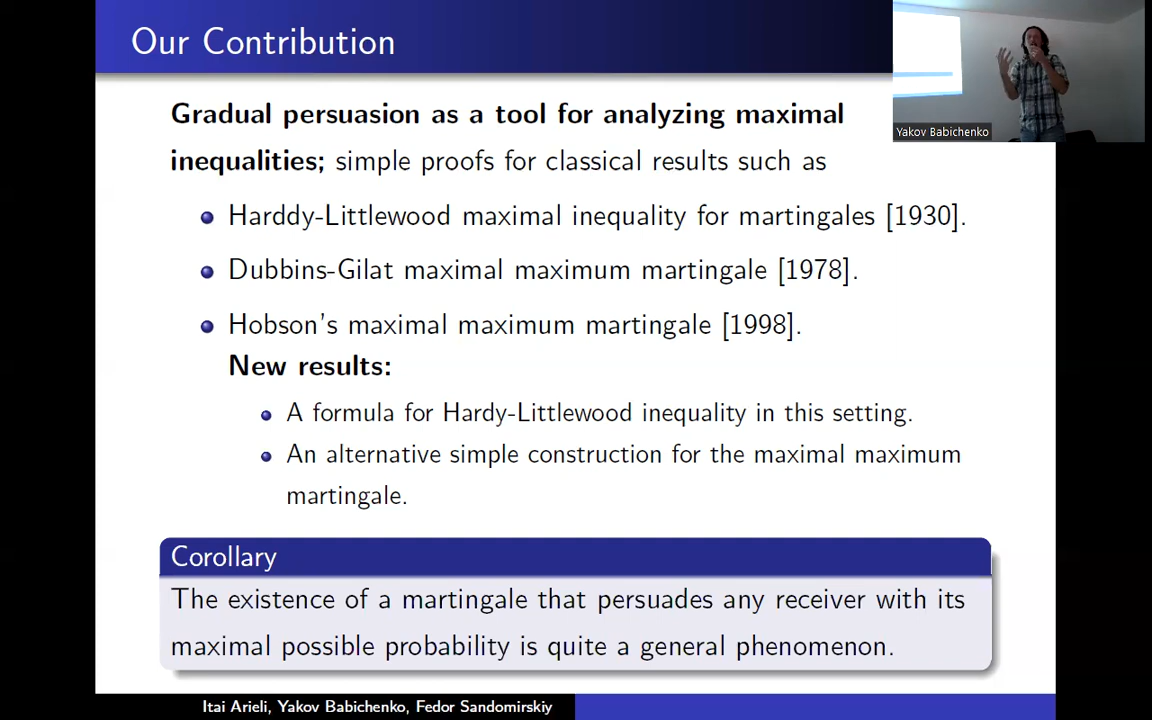 Our Contribution
Yakov Babichenko
Gradual persuasion as a tool for analyzing maximal
inequalities; simple proofs for classical results such as
Harddy-Littlewood maximal inequality for martingales [1930].
Dubbins-Gilat maximal maximum martingale [1978].
Hobson's maximal maximum martingale [1998].
New results:
A formula for Hardy-Littlewood inequality in this setting.
An alternative simple construction for the maximal maximum
martingale.
Corollary
The existence of a martingale that persuades any receiver with its
maximal possible probability is quite a general phenomenon.
Itai Arieli, Yakov Babichenko, Fedor Sandomirskiy